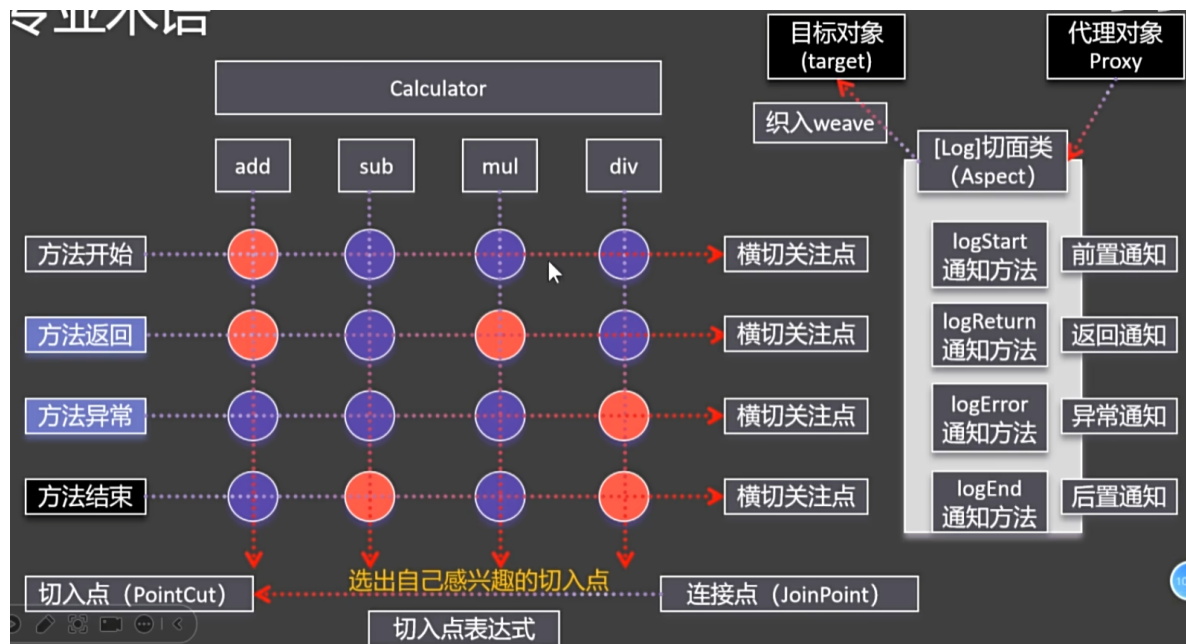 专业术语
目标对象
(target)
代理对象
Proxy
Calculator
织入weave
[Log]切面类
(Aspect)
add
sub
mul
div
方法开始
横切关注点
logStart
通知方法
前置通知
方法返回
横切关注点
logReturn
通知方法
返回通知
方法异常
横切关注点
logError
通知方法
异常通知
方法结束
横切关注点
logEnd
通知方法
后置通知
切入点（PointCut）
选出自己感兴趣的切入点
连接点（JoinPoint）
切入点表达式
10